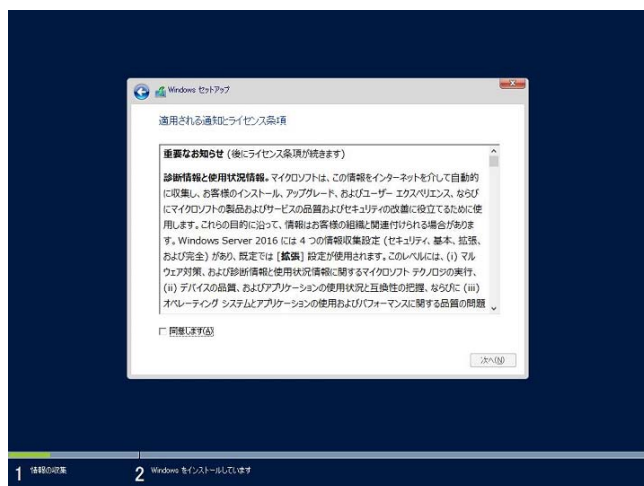 Windows セットアップ
適用される通知とライセンス条項
重要なお知らせ (後にライセンス条項が続きます)
診断情報と使用状況情報。マイクロソフトは、この情報をインターネットを介して自動的
に収集し、お客様のインストール、アップグレード、およびユーザー エクスペリエンス、ならび
にマイクロソフトの製品およびサービスの品質およびセキュリティの改善に役立てるために使
用します。これらの目的に沿って、情報はお客様の組織と関連付けられる場合がありま
す。Windows Server 2016 には 4 つの情報収集設定 (セキュリティ、基本、拡張、
および完全) があり、既定では [拡張] 設定が使用されます。このレベルには、(i) マル
ウェア対策、および診断情報と使用状況情報に関するマイクロソフト テクノロジの実行、
(ii) デバイスの品質、およびアプリケーションの使用状況と互換性の把握、ならびに (iii)
オペレーティング システムとアプリケーションの使用およびパフォーマンスに関する品質の問題
同意します(A)
次へ(N)
1 情報の収集
2 Windows をインストールしています